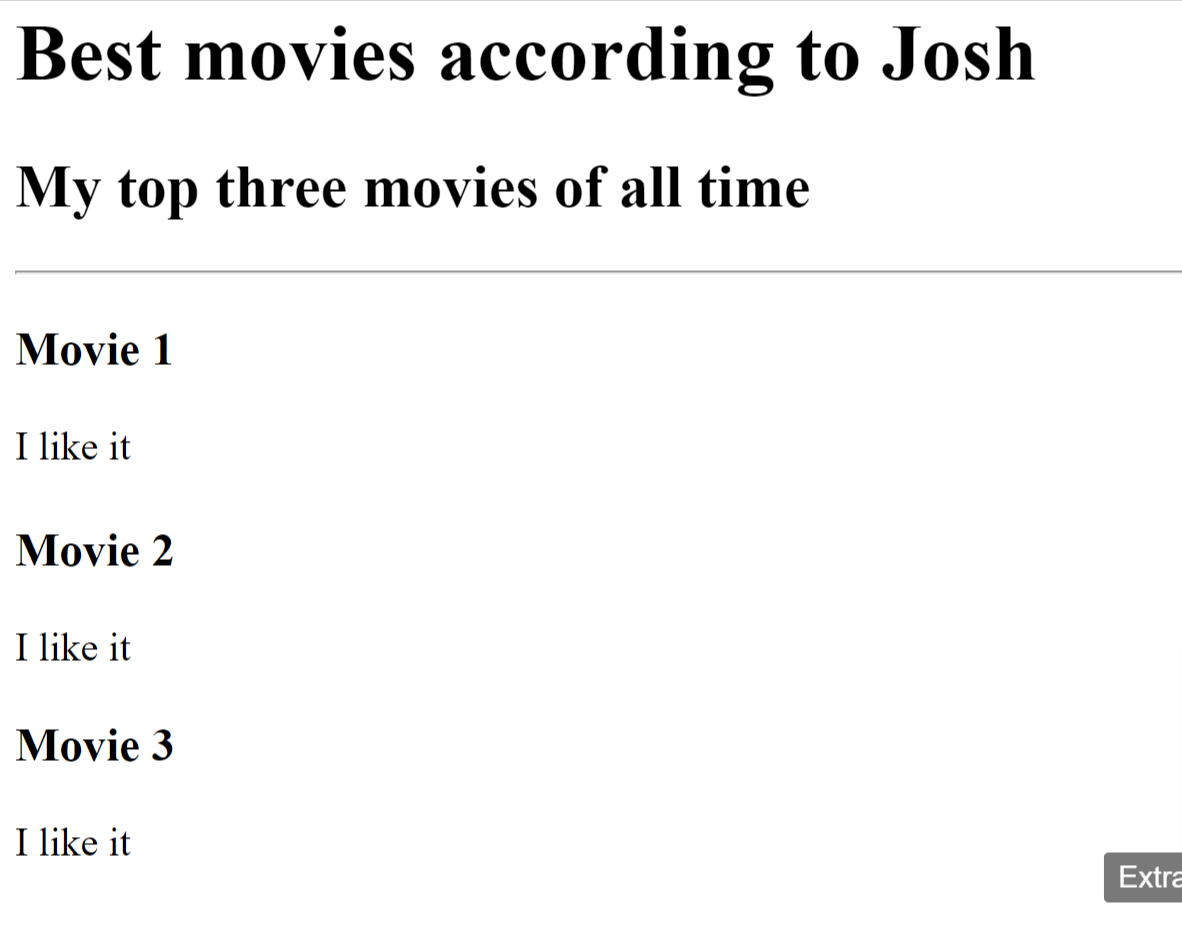 Best movies according to Josh
My top three movies of all time
Movie 1
I like it
Movie 2
I like it
Movie 3
I like it
Extra